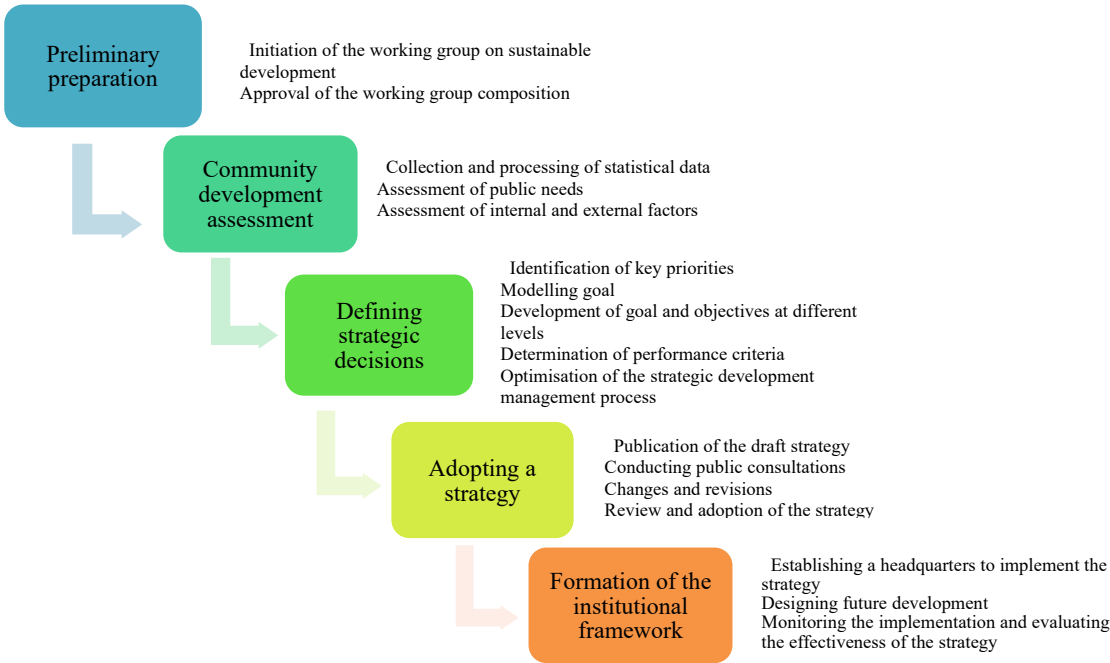 Preliminary
preparation
Initiation of the working group on sustainable
development
Approval of the working group composition
Community
development
assessment
Collection and processing of statistical data
Assessment of public needs
Assessment of internal and external factors
Defining
strategic
decisions
Identification of key priorities
Modelling goal
Development of goal and objectives at different
levels
Determination of performance criteria
Optimisation of the strategic development
management process
Adopting a
strategy
Publication of the draft strategy
Conducting public consultations
Changes and revisions
Review and adoption of the strategy
Formation of the
institutional
framework
Establishing a headquarters to implement the
strategy
Designing future development
Monitoring the implementation and evaluating
the effectiveness of the strategy